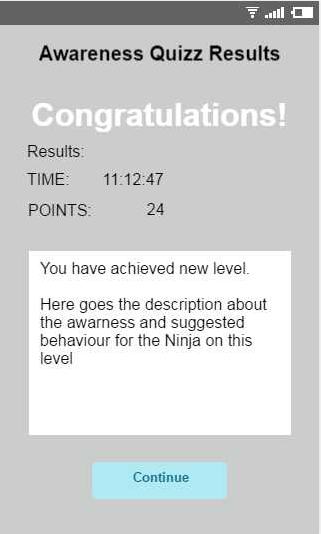 Awareness Quizz Results
Congratulations!
Results:
TIME: 11:12:47
POINTS: 24
You have achieved new level.
Here goes the description about
the awarness and suggested
behaviour for the Ninja on this
level
Continue